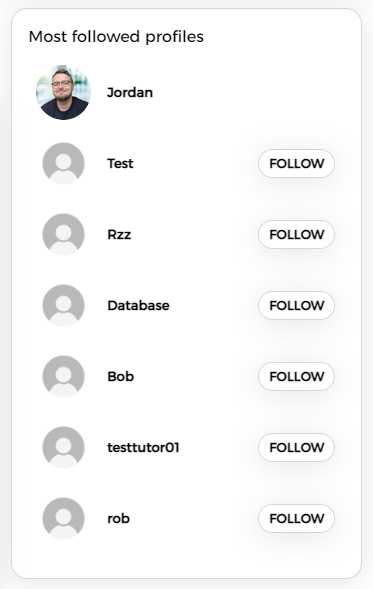 Most followed profiles
Jordan
Test FOLLOW
Rzz FOLLOW
Database FOLLOW
Bob FOLLOW
testtutor01 FOLLOW
rob FOLLOW